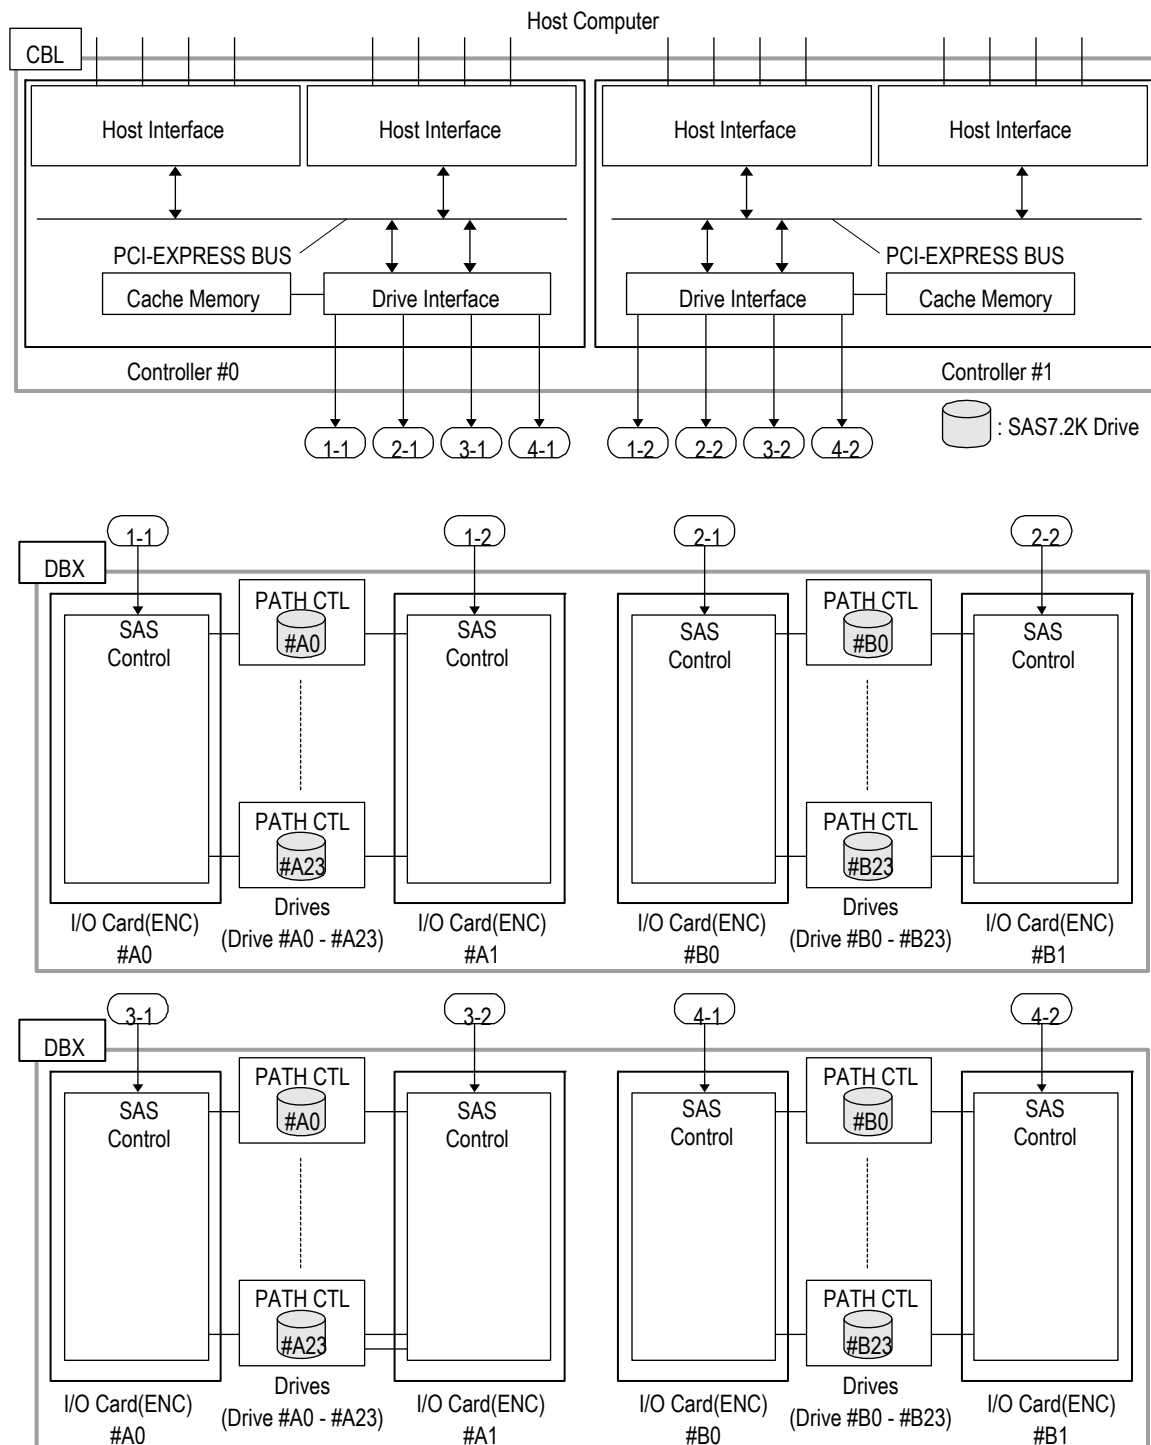 Host Computer
CBL
Host Interface
Host Interface
Host Interface
Host Interface
PCI-EXPRESS BUS
PCI-EXPRESS BUS
Cache Memory
Drive Interface
Drive Interface
Cache Memory
Controller #0
Controller #1
1-1
2-1
3-1
4-1
1-2
2-2
3-2
4-2
: SAS7.2K Drive
1-1
1-2
2-1
2-2
DBX
SAS
Control
PATH CTL
#A0
SAS
Control
SAS
Control
PATH CTL
#B0
SAS
Control
PATH CTL
#A23
PATH CTL
#B23
I/O Card(ENC)
#A0
Drives
(Drive #A0 - #A23)
I/O Card(ENC)
#A1
I/O Card(ENC)
#B0
Drives
(Drive #B0 - #B23)
I/O Card(ENC)
#B1
3-1
3-2
4-1
4-2
DBX
SAS
Control
PATH CTL
#A0
SAS
Control
SAS
Control
PATH CTL
#B0
SAS
Control
PATH CTL
#A23
PATH CTL
#B23
I/O Card(ENC)
#A0
Drives
(Drive #A0 - #A23)
I/O Card(ENC)
#A1
I/O Card(ENC)
#B0
Drives
(Drive #B0 - #B23)
I/O Card(ENC)
#B1